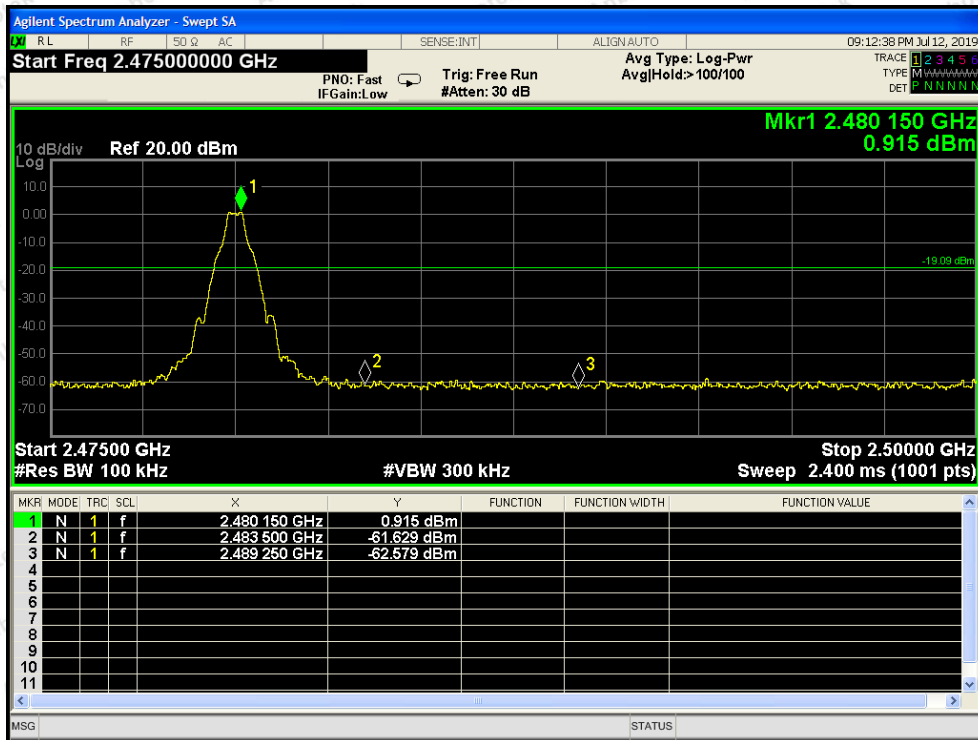 Agilent Spectrum Analyzer - Swept SA
LXI RL RF 50 Ω AC SENSE:INT ALIGN AUTO 09:12:38 PM Jul 12, 2019
Start Freq 2.475000000 GHz
PNO: Fast
IFGain:Low
Trig: Free Run
#Atten: 30 dB
Avg Type: Log-Pwr
Avg|Hold:>100/100
TRACE 1 2 3 4 5 6
TYPE MWWWWW
DET P N N N N N
Mkr1 2.480 150 GHz
0.915 dBm
10 dB/div Ref 20.00 dBm
Log
10.0
0.00
-10.0
-20.0
-30.0
-40.0
-50.0
-60.0
-70.0
1
-19.09 dBm
2
3
Start 2.47500 GHz Stop 2.50000 GHz
#Res BW 100 kHz #VBW 300 kHz Sweep 2.400 ms (1001 pts)
MKR MODE TRC SCL X Y FUNCTION FUNCTION WIDTH FUNCTION VALUE
1 N 1 f 2.480 150 GHz 0.915 dBm
2 N 1 f 2.483 500 GHz -61.629 dBm
3 N 1 f 2.489 250 GHz -62.579 dBm
4
5
6
7
8
9
10
11
MSG STATUS